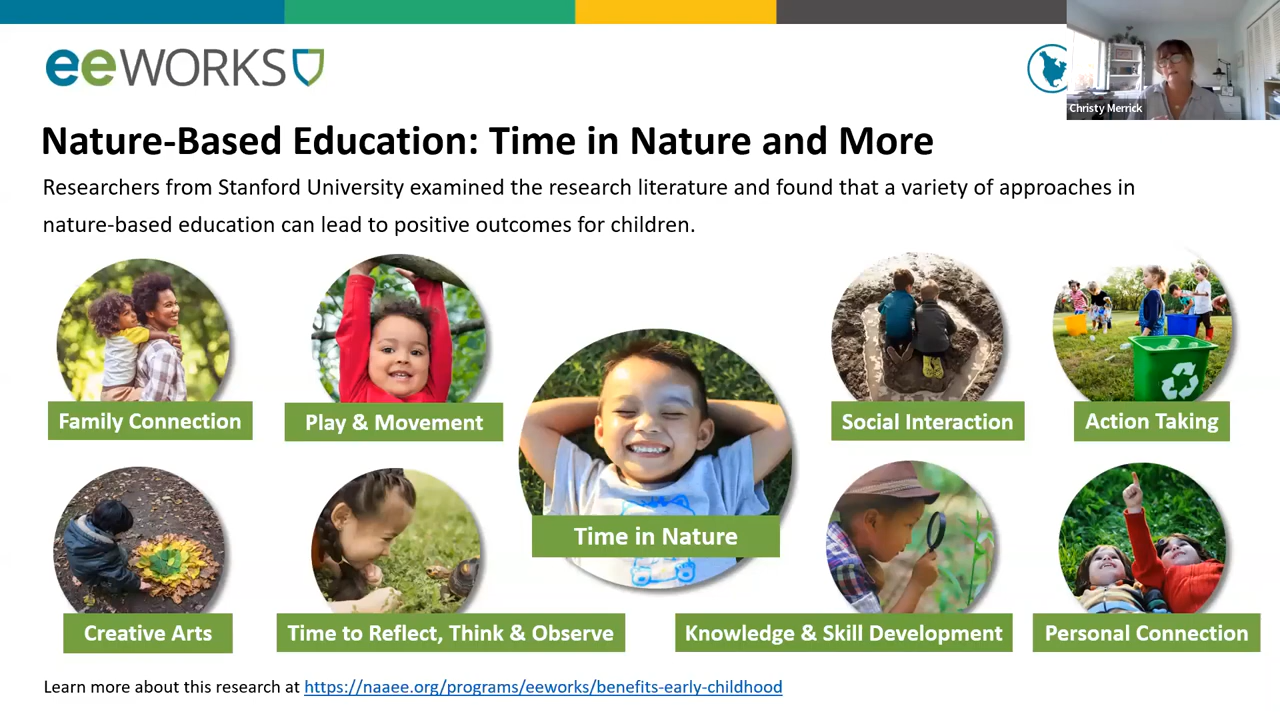 eeWORKS
Christy Merrick
Nature-Based Education: Time in Nature and More
Researchers from Stanford University examined the research literature and found that a variety of approaches in
nature-based education can lead to positive outcomes for children.
Family Connection
Play & Movement
Social Interaction
Action Taking
Time in Nature
Creative Arts
Time to Reflect, Think & Observe
Knowledge & Skill Development
Personal Connection
Learn more about this research at https://naaee.org/programs/eeworks/benefits-early-childhood